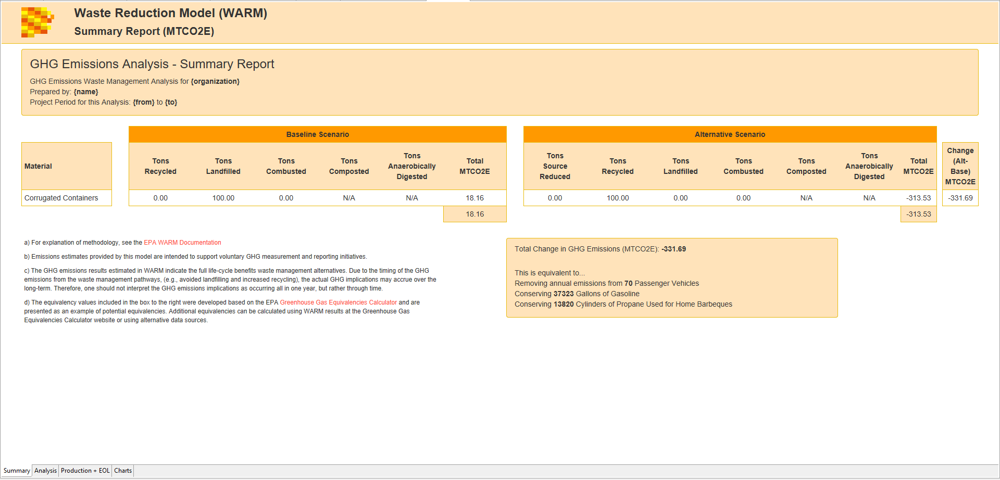 Waste Reduction Model (WARM)
Summary Report (MTCO2E)
GHG Emissions Analysis - Summary Report
GHG Emissions Waste Management Analysis for {organization}
Prepared by: {name}
Project Period for this Analysis: {from} to {to}
Baseline Scenario
Alternative Scenario
Material
Tons
Recycled
Tons
Landfilled
Tons
Combusted
Tons
Composted
Tons
Anaerobically
Digested
Total
MTCO2E
Tons
Source
Reduced
Tons
Recycled
Tons
Landfilled
Tons
Combusted
Tons
Composted
Tons
Anaerobically
Digested
Total
MTCO2E
Change
(Alt-
Base)
MTCO2E
Corrugated Containers 0.00 100.00 0.00 N/A N/A 18.16 0.00 100.00 0.00 0.00 N/A N/A -313.53 -331.69
18.16 -313.53
a) For explanation of methodology, see the EPA WARM Documentation
b) Emissions estimates provided by this model are intended to support voluntary GHG measurement and reporting initiatives.
c) The GHG emissions results estimated in WARM indicate the full life-cycle benefits waste management alternatives. Due to the timing of the GHG
emissions from the waste management pathways, (e.g., avoided landfilling and increased recycling), the actual GHG implications may accrue over the
long-term. Therefore, one should not interpret the GHG emissions implications as occurring all in one year, but rather through time.
d) The equivalency values included in the box to the right were developed based on the EPA Greenhouse Gas Equivalencies Calculator and are
presented as an example of potential equivalencies. Additional equivalencies can be calculated using WARM results at the Greenhouse Gas
Equivalencies Calculator website or using alternative data sources.
Total Change in GHG Emissions (MTCO2E): -331.69
This is equivalent to...
Removing annual emissions from 70 Passenger Vehicles
Conserving 37323 Gallons of Gasoline
Conserving 13820 Cylinders of Propane Used for Home Barbeques
Summary Analysis Production + EOL Charts